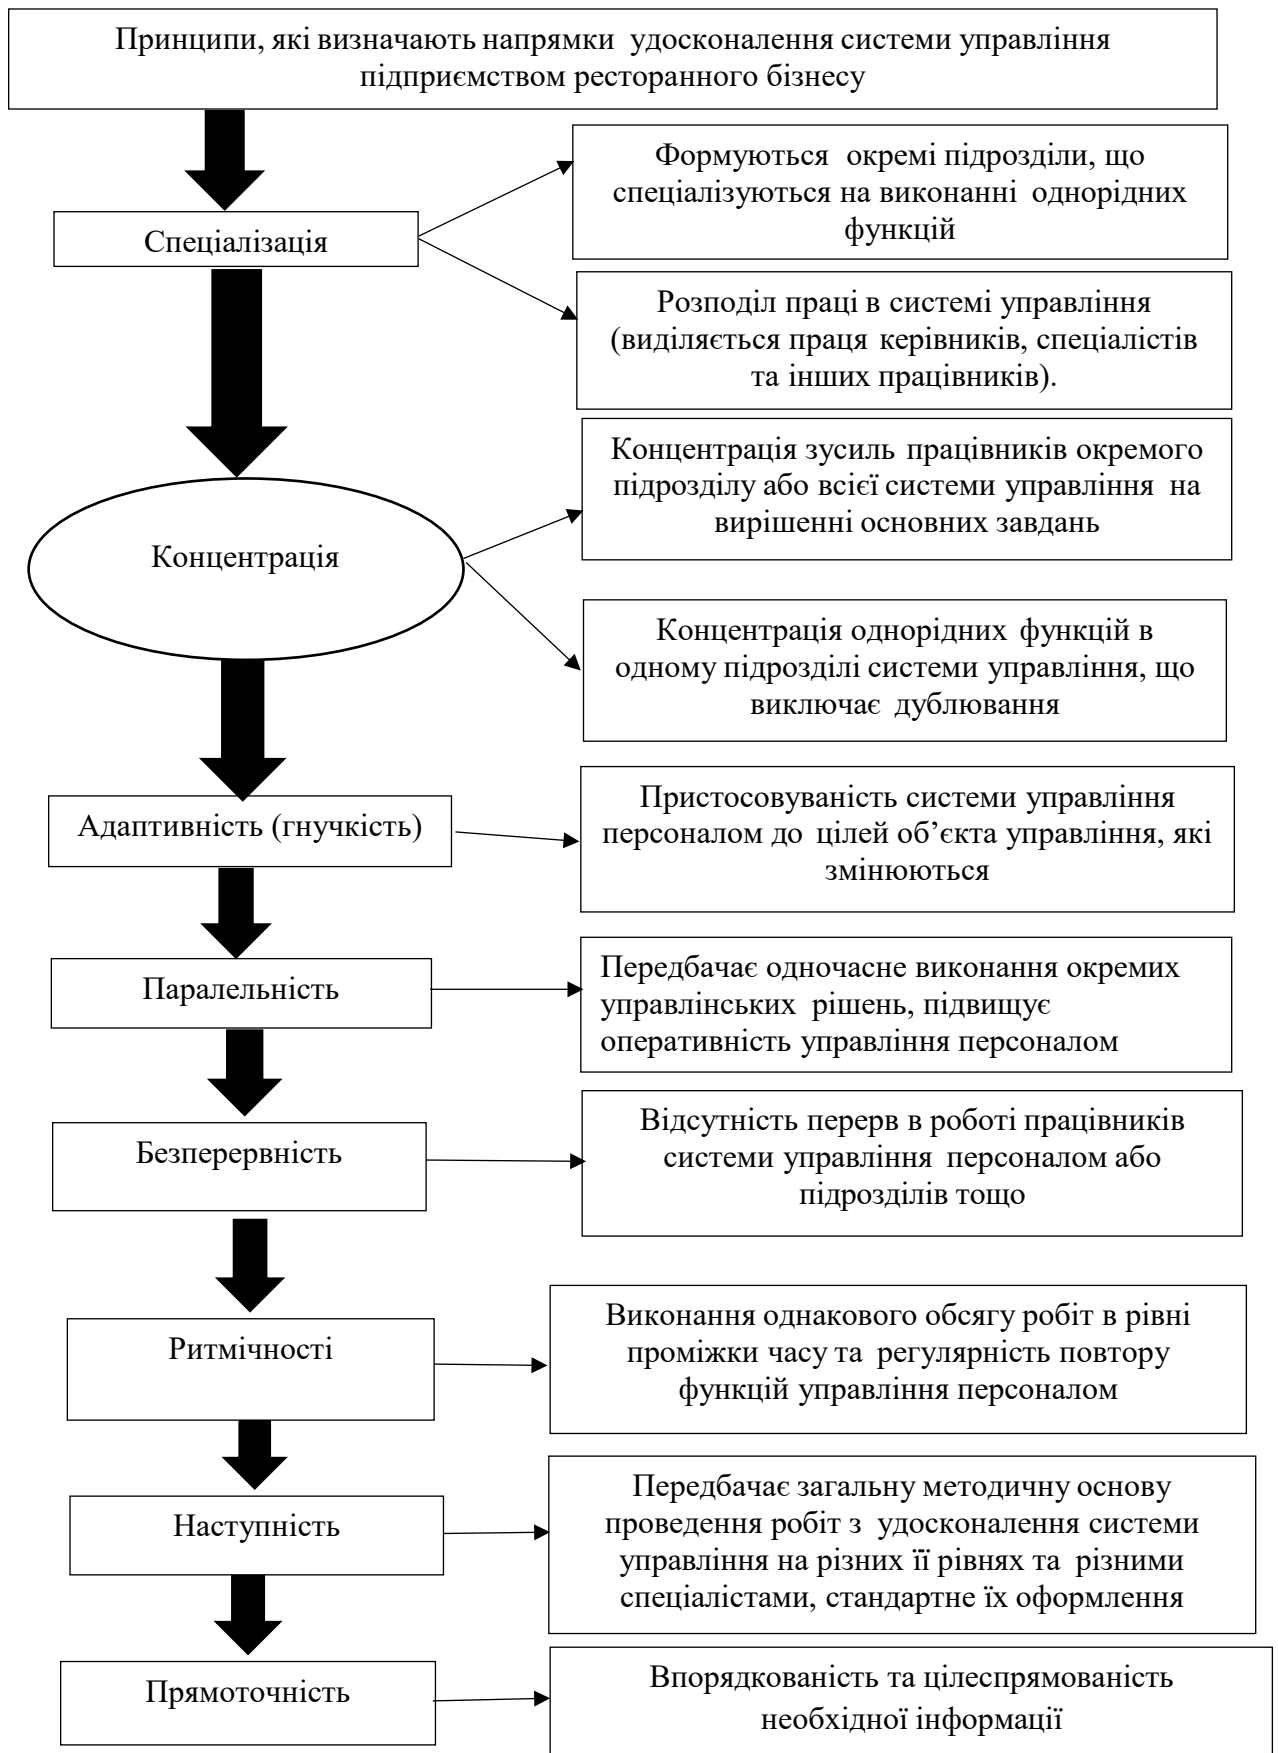 Принципи, які визначають напрямки удосконалення системи управління
підприємством ресторанного бізнесу
Спеціалізація
Формуються окремі підрозділи, що
спеціалізуються на виконанні однорідних
функцій
Розподіл праці в системі управління
(виділяється праця керівників, спеціалістів
та інших працівників).
Концентрація
Концентрація зусиль працівників окремого
підрозділу або всієї системи управління на
вирішенні основних завдань
Концентрація однорідних функцій в
одному підрозділі системи управління, що
виключає дублювання
Адаптивність (гнучкість)
Пристосовуваність системи управління
персоналом до цілей об’єкта управління, які
змінюються
Паралельність
Передбачає одночасне виконання окремих
управлінських рішень, підвищує
оперативність управління персоналом
Безперервність
Відсутність перерв в роботі працівників
системи управління персоналом або
підрозділів тощо
Ритмічності
Виконання однакового обсягу робіт в рівні
проміжки часу та регулярність повтору
функцій управління персоналом
Наступність
Передбачає загальну методичну основу
проведення робіт з удосконалення системи
управління на різних її рівнях та різними
спеціалістами, стандартне їх оформлення
Прямоточність
Впорядкованість та цілеспрямованість
необхідної інформації